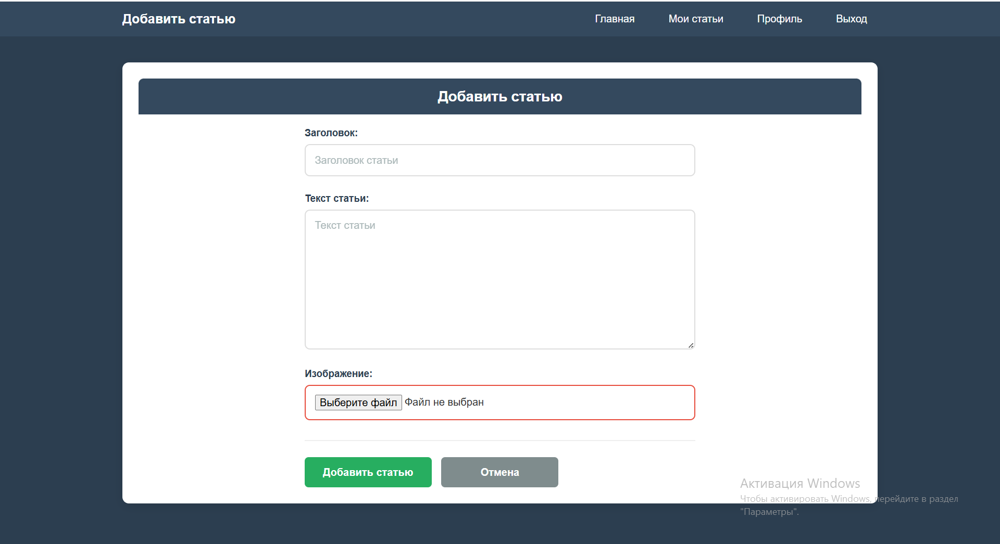 Добавить статью
Главная
Мои статьи
Профиль
Выход
Добавить статью
Заголовок:
Заголовок статьи
Текст статьи:
Текст статьи
Изображение:
Выберите файл Файл не выбран
Добавить статью
Отмена
Активация Windows
Чтобы активировать Windows, перейдите в раздел
"Параметры".